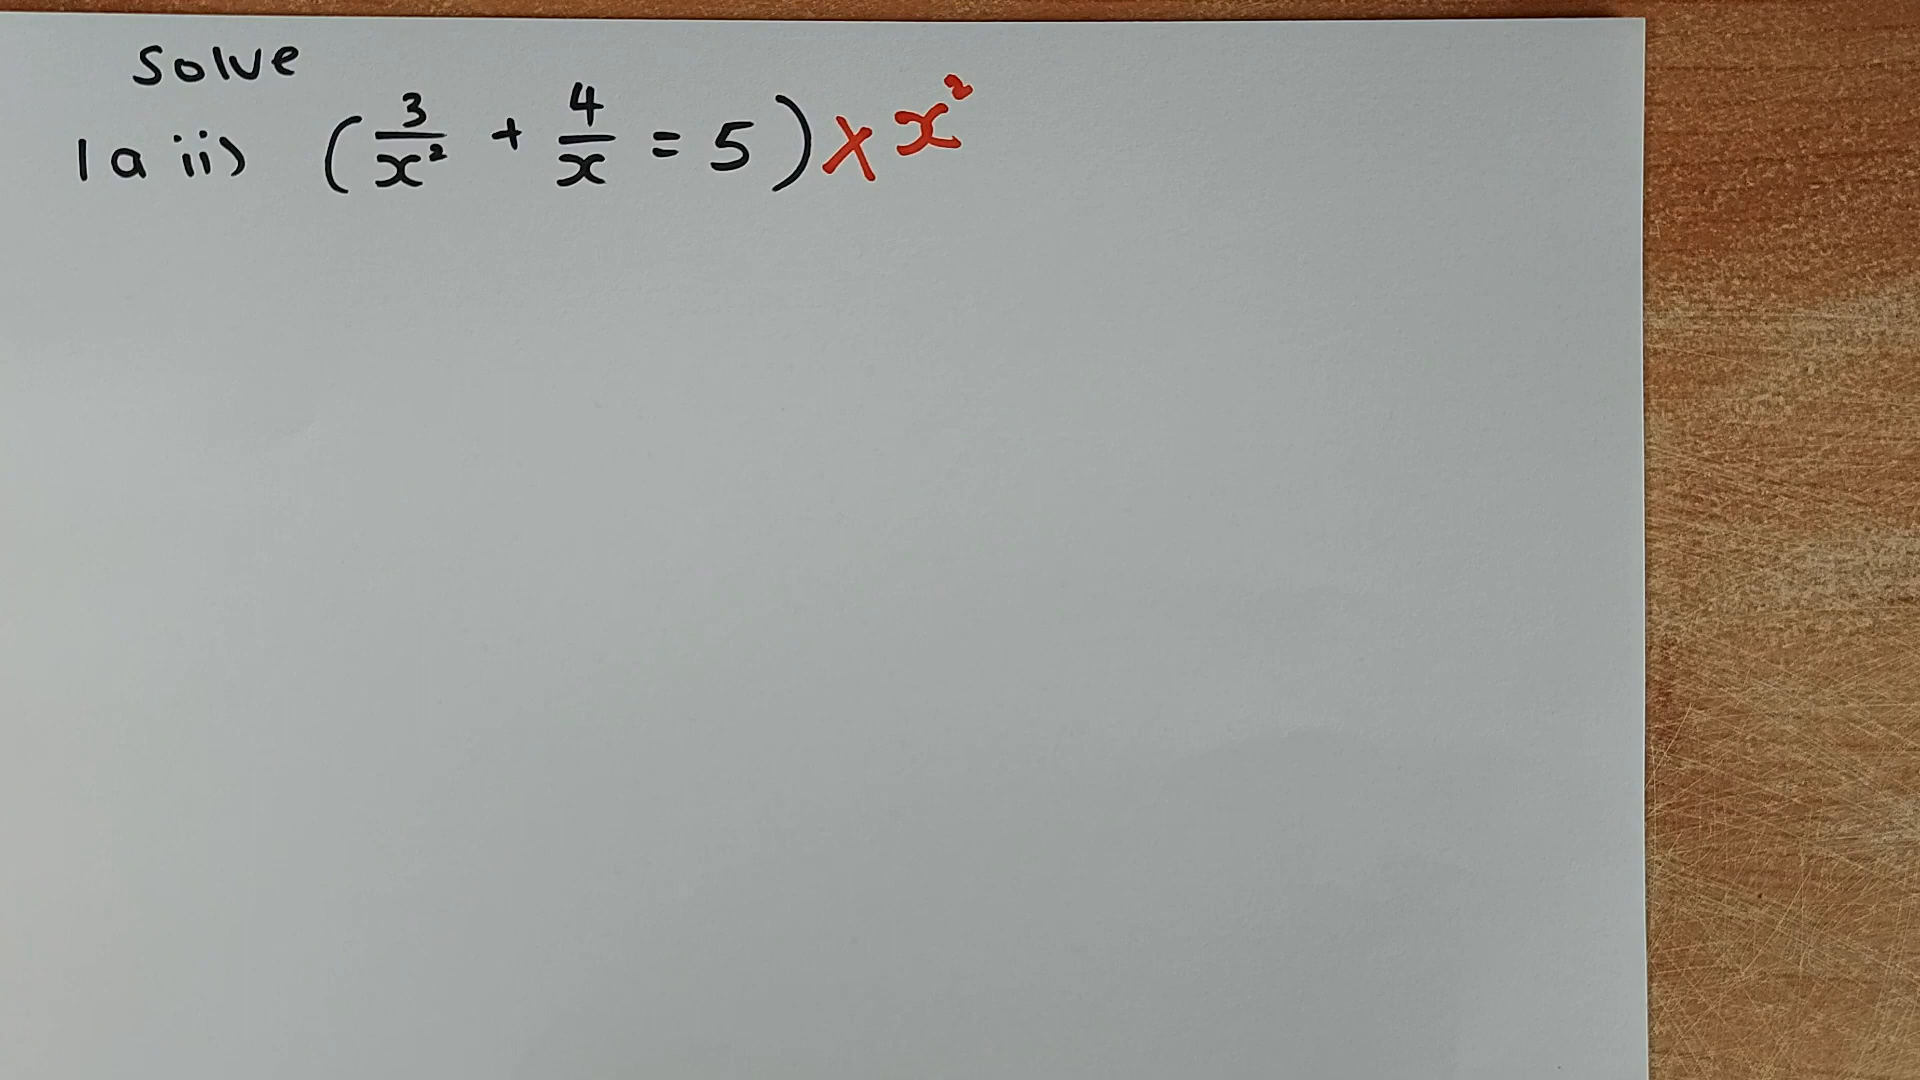 Solve
1a ii) (3/x² + 4/x = 5) × x²